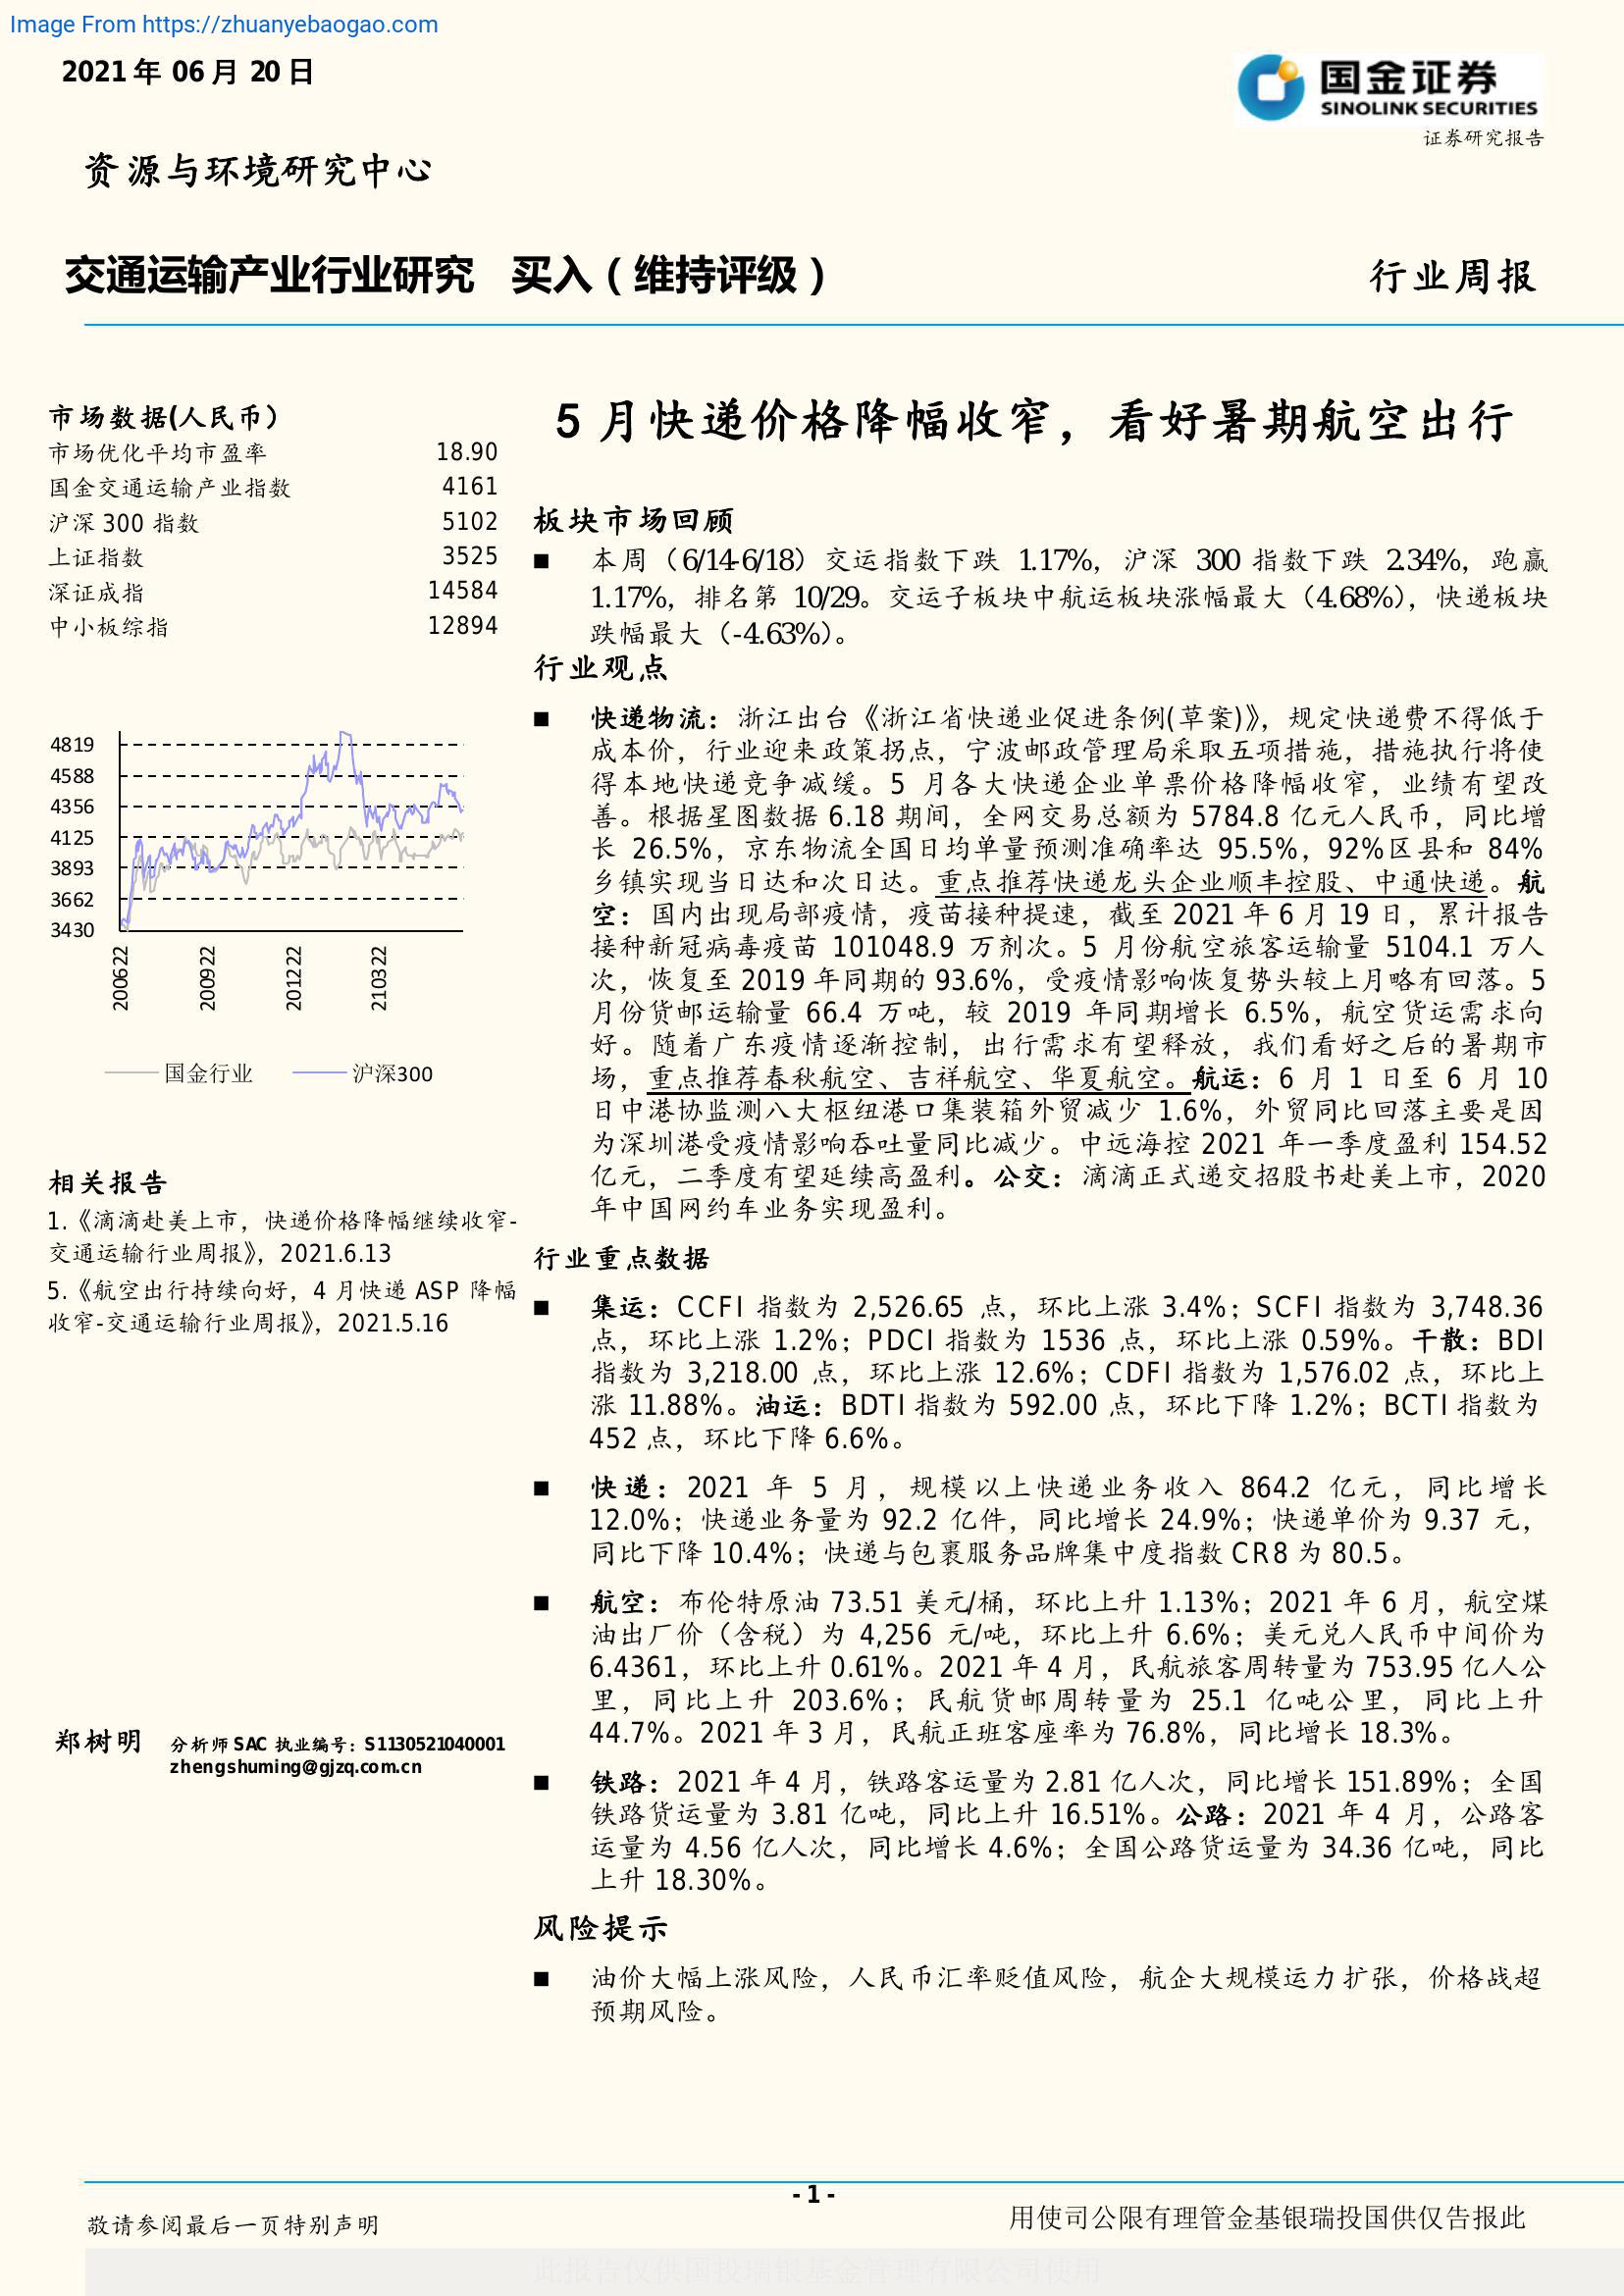 Image From https://zhuanyebaogao.com
2021年 06月 20日
国金证券
SINOLINK SECURITIES
证券研究报告
资源与环境研究中心
交通运输产业行业研究 买入（维持评级）
行业周报
市场数据(人民币）
市场优化平均市盈率 18.90
国金交通运输产业指数 4161
沪深 300 指数 5102
上证指数 3525
深证成指 14584
中小板综指 12894
4819
4588
4356
4125
3893
3662
3430
200622
200922
201222
210322
国金行业 沪深300
相关报告
1.《滴滴赴美上市，快递价格降幅继续收窄-
交通运输行业周报》，2021.6.13
5.《航空出行持续向好，4 月快递 ASP 降幅
收窄-交通运输行业周报》，2021.5.16
郑树明 分析师 SAC 执业编号：S1130521040001
zhengshuming@gjzq.com.cn
5 月快递价格降幅收窄，看好暑期航空出行
板块市场回顾
■ 本周（6/14-6/18）交运指数下跌 1.17%，沪深 300 指数下跌 2.34%，跑赢
1.17%，排名第 10/29。交运子板块中航运板块涨幅最大（4.68%），快递板块
跌幅最大（-4.63%）。
行业观点
■ 快递物流：浙江出台《浙江省快递业促进条例(草案)》，规定快递费不得低于
成本价，行业迎来政策拐点，宁波邮政管理局采取五项措施，措施执行将使
得本地快递竞争减缓。5 月各大快递企业单票价格降幅收窄，业绩有望改
善。根据星图数据 6.18 期间，全网交易总额为 5784.8 亿元人民币，同比增
长 26.5%，京东物流全国日均单量预测准确率达 95.5%，92%区县和 84%
乡镇实现当日达和次日达。重点推荐快递龙头企业顺丰控股、中通快递。航
空：国内出现局部疫情，疫苗接种提速，截至 2021 年 6 月 19 日，累计报告
接种新冠病毒疫苗 101048.9 万剂次。5 月份航空旅客运输量 5104.1 万人
次，恢复至 2019 年同期的 93.6%，受疫情影响恢复势头较上月略有回落。5
月份货邮运输量 66.4 万吨，较 2019 年同期增长 6.5%，航空货运需求向
好。随着广东疫情逐渐控制，出行需求有望释放，我们看好之后的暑期市
场，重点推荐春秋航空、吉祥航空、华夏航空。航运：6 月 1 日至 6 月 10
日中港协监测八大枢纽港口集装箱外贸减少 1.6%，外贸同比回落主要是因
为深圳港受疫情影响吞吐量同比减少。中远海控 2021 年一季度盈利 154.52
亿元，二季度有望延续高盈利。公交：滴滴正式递交招股书赴美上市，2020
年中国网约车业务实现盈利。
行业重点数据
■ 集运：CCFI 指数为 2,526.65 点，环比上涨 3.4%；SCFI 指数为 3,748.36
点，环比上涨 1.2%；PDCI 指数为 1536 点，环比上涨 0.59%。干散：BDI
指数为 3,218.00 点，环比上涨 12.6%；CDFI 指数为 1,576.02 点，环比上
涨 11.88%。油运：BDTI 指数为 592.00 点，环比下降 1.2%；BCTI 指数为
452 点，环比下降 6.6%。
■ 快递：2021 年 5 月，规模以上快递业务收入 864.2 亿元，同比增长
12.0%；快递业务量为 92.2 亿件，同比增长 24.9%；快递单价为 9.37 元，
同比下降 10.4%；快递与包裹服务品牌集中度指数 CR8 为 80.5。
■ 航空：布伦特原油 73.51 美元/桶，环比上升 1.13%；2021 年 6 月，航空煤
油出厂价（含税）为 4,256 元/吨，环比上升 6.6%；美元兑人民币中间价为
6.4361，环比上升 0.61%。2021 年 4 月，民航旅客周转量为 753.95 亿人公
里，同比上升 203.6%；民航货邮周转量为 25.1 亿吨公里，同比上升
44.7%。2021 年 3 月，民航正班客座率为 76.8%，同比增长 18.3%。
■ 铁路：2021 年 4 月，铁路客运量为 2.81 亿人次，同比增长 151.89%；全国
铁路货运量为 3.81 亿吨，同比上升 16.51%。公路：2021 年 4 月，公路客
运量为 4.56 亿人次，同比增长 4.6%；全国公路货运量为 34.36 亿吨，同比
上升 18.30%。
风险提示
■ 油价大幅上涨风险，人民币汇率贬值风险，航企大规模运力扩张，价格战超
预期风险。
- 1 -
敬请参阅最后一页特别声明
用使司公限有理管金基银瑞投国供仅告报此
此报告仅供国投瑞银基金管理有限公司使用